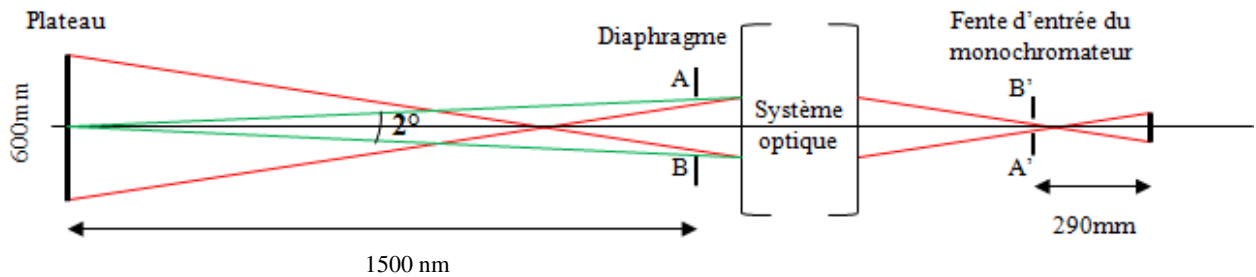 Plateau
Fente d'entrée du
monochromateur
Diaphragme
A
B'
600mm
2°
Système
optique
B
A'
290mm
1500 nm